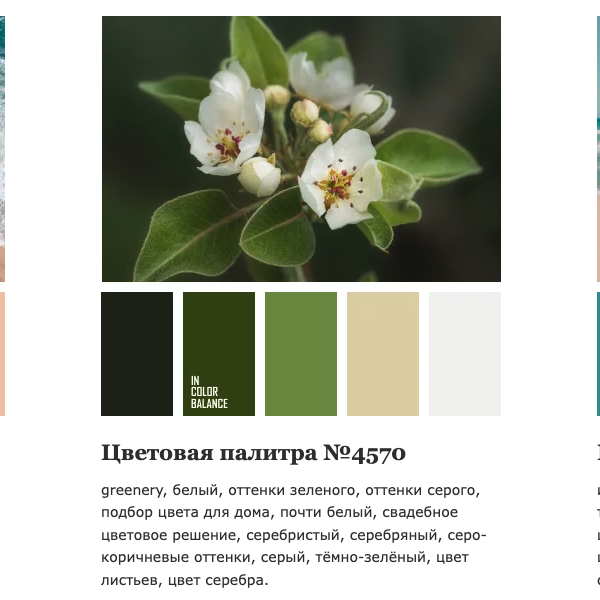 IN
COLOR
BALANCE
Цветовая палитра №4570
greenery, белый, оттенки зеленого, оттенки серого,
подбор цвета для дома, почти белый, свадебное
цветовое решение, серебристый, серебряный, серо-
коричневые оттенки, серый, тёмно-зелёный, цвет
листьев, цвет серебра.